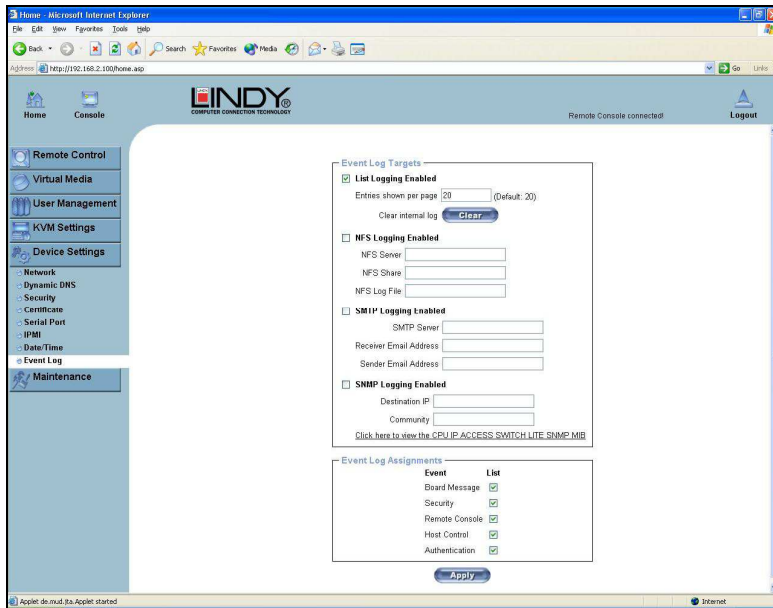 Home - Microsoft Internet Explorer
File Edit View Favorites Tools Help
Back Search Favorites Media
Address http://192.168.2.100/home.asp Go Links
Home Console
LINDY®
COMPUTER CONNECTION TECHNOLOGY
Remote Console connected!
Logout
Remote Control
Virtual Media
User Management
KVM Settings
Device Settings
Network
Dynamic DNS
Security
Certificate
Serial Port
IPMI
Date/Time
Event Log
Maintenance
Event Log Targets
List Logging Enabled
Entries shown per page 20 (Default: 20)
Clear internal log Clear
NFS Logging Enabled
NFS Server
NFS Share
NFS Log File
SMTP Logging Enabled
SMTP Server
Receiver Email Address
Sender Email Address
SNMP Logging Enabled
Destination IP
Community
Click here to view the CPU IP ACCESS SWITCH LITE SNMP MIB
Event Log Assignments
Event List
Board Message
Security
Remote Console
Host Control
Authentication
Apply
Applet de.mud.jta.Applet started
Internet